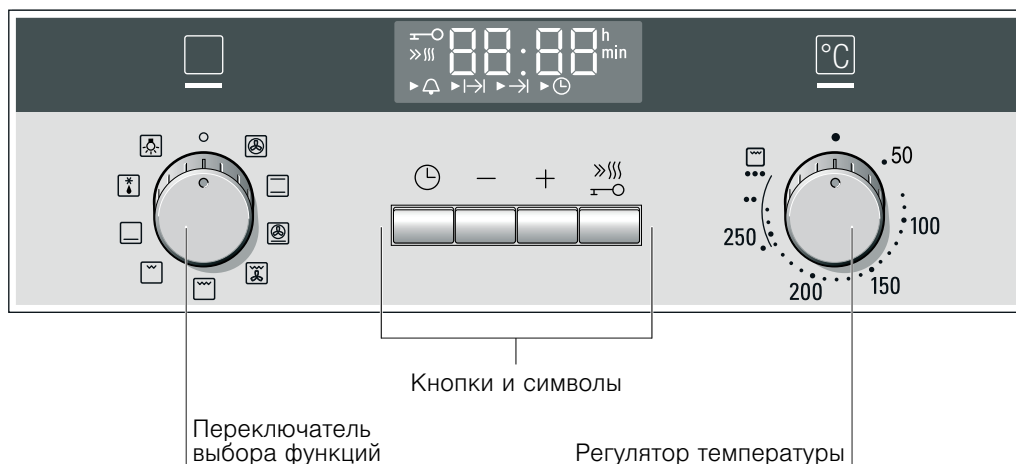 88:88 h
min
°C
50
100
150
200
250
Кнопки и символы
Переключатель
выбора функций
Регулятор температуры